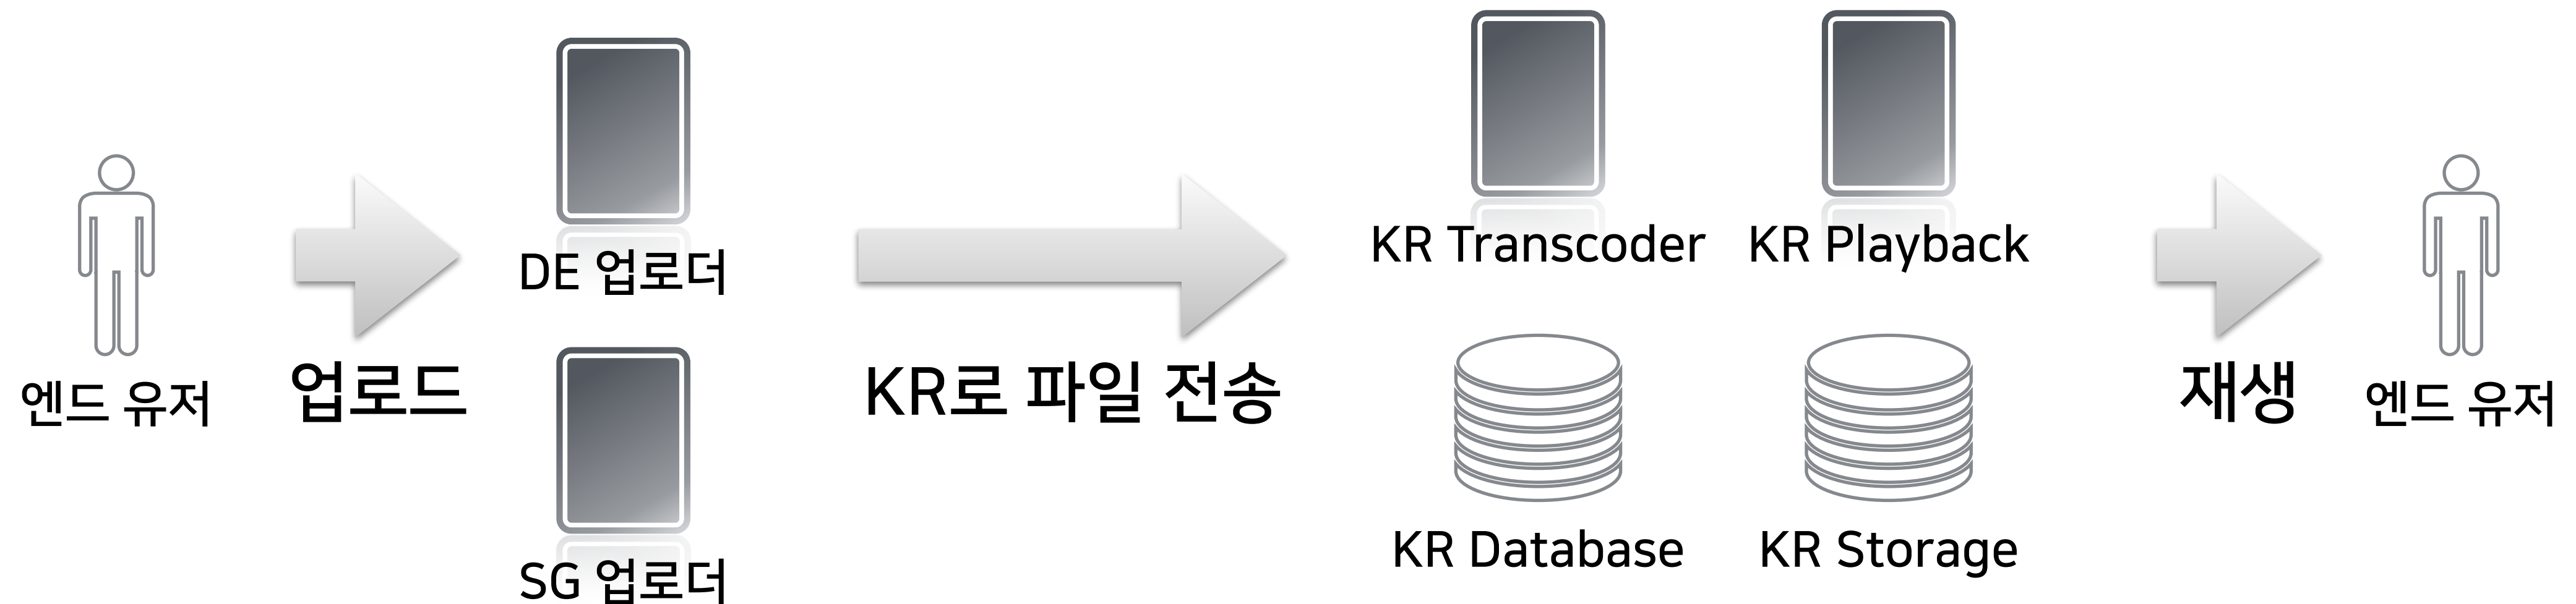 엔드 유저
업로드
DE 업로더
SG 업로더
KR로 파일 전송
KR Transcoder
KR Playback
KR Database
KR Storage
재생
엔드 유저